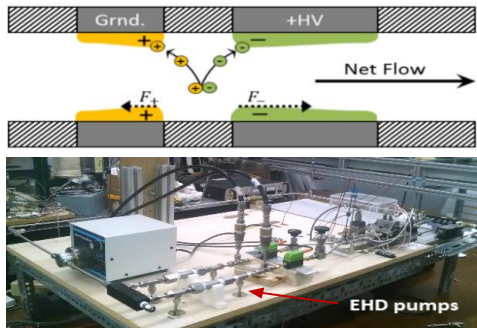 Grnd. +HV
+ −
+ −
+ −
Net Flow
F₊ F₋
+ −
EHD pumps